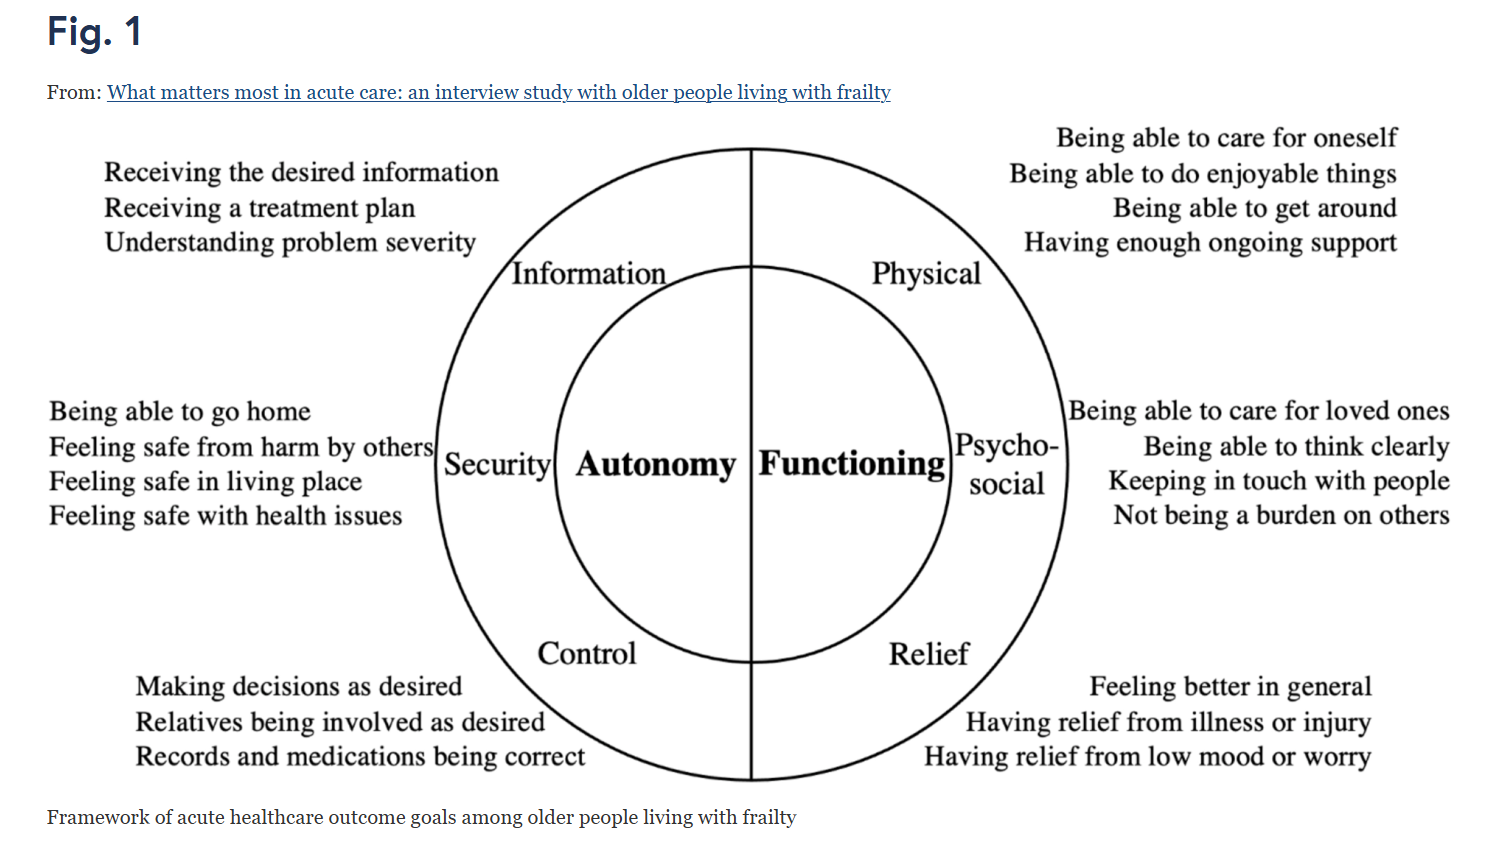 Fig. 1
From: What matters most in acute care: an interview study with older people living with frailty
Receiving the desired information
Receiving a treatment plan
Understanding problem severity
Information
Being able to go home
Feeling safe from harm by others
Feeling safe in living place
Feeling safe with health issues
Security
Making decisions as desired
Relatives being involved as desired
Records and medications being correct
Control
Autonomy
Functioning
Being able to care for oneself
Being able to do enjoyable things
Being able to get around
Having enough ongoing support
Physical
Being able to care for loved ones
Being able to think clearly
Keeping in touch with people
Not being a burden on others
Psycho-
social
Relief
Feeling better in general
Having relief from illness or injury
Having relief from low mood or worry
Framework of acute healthcare outcome goals among older people living with frailty